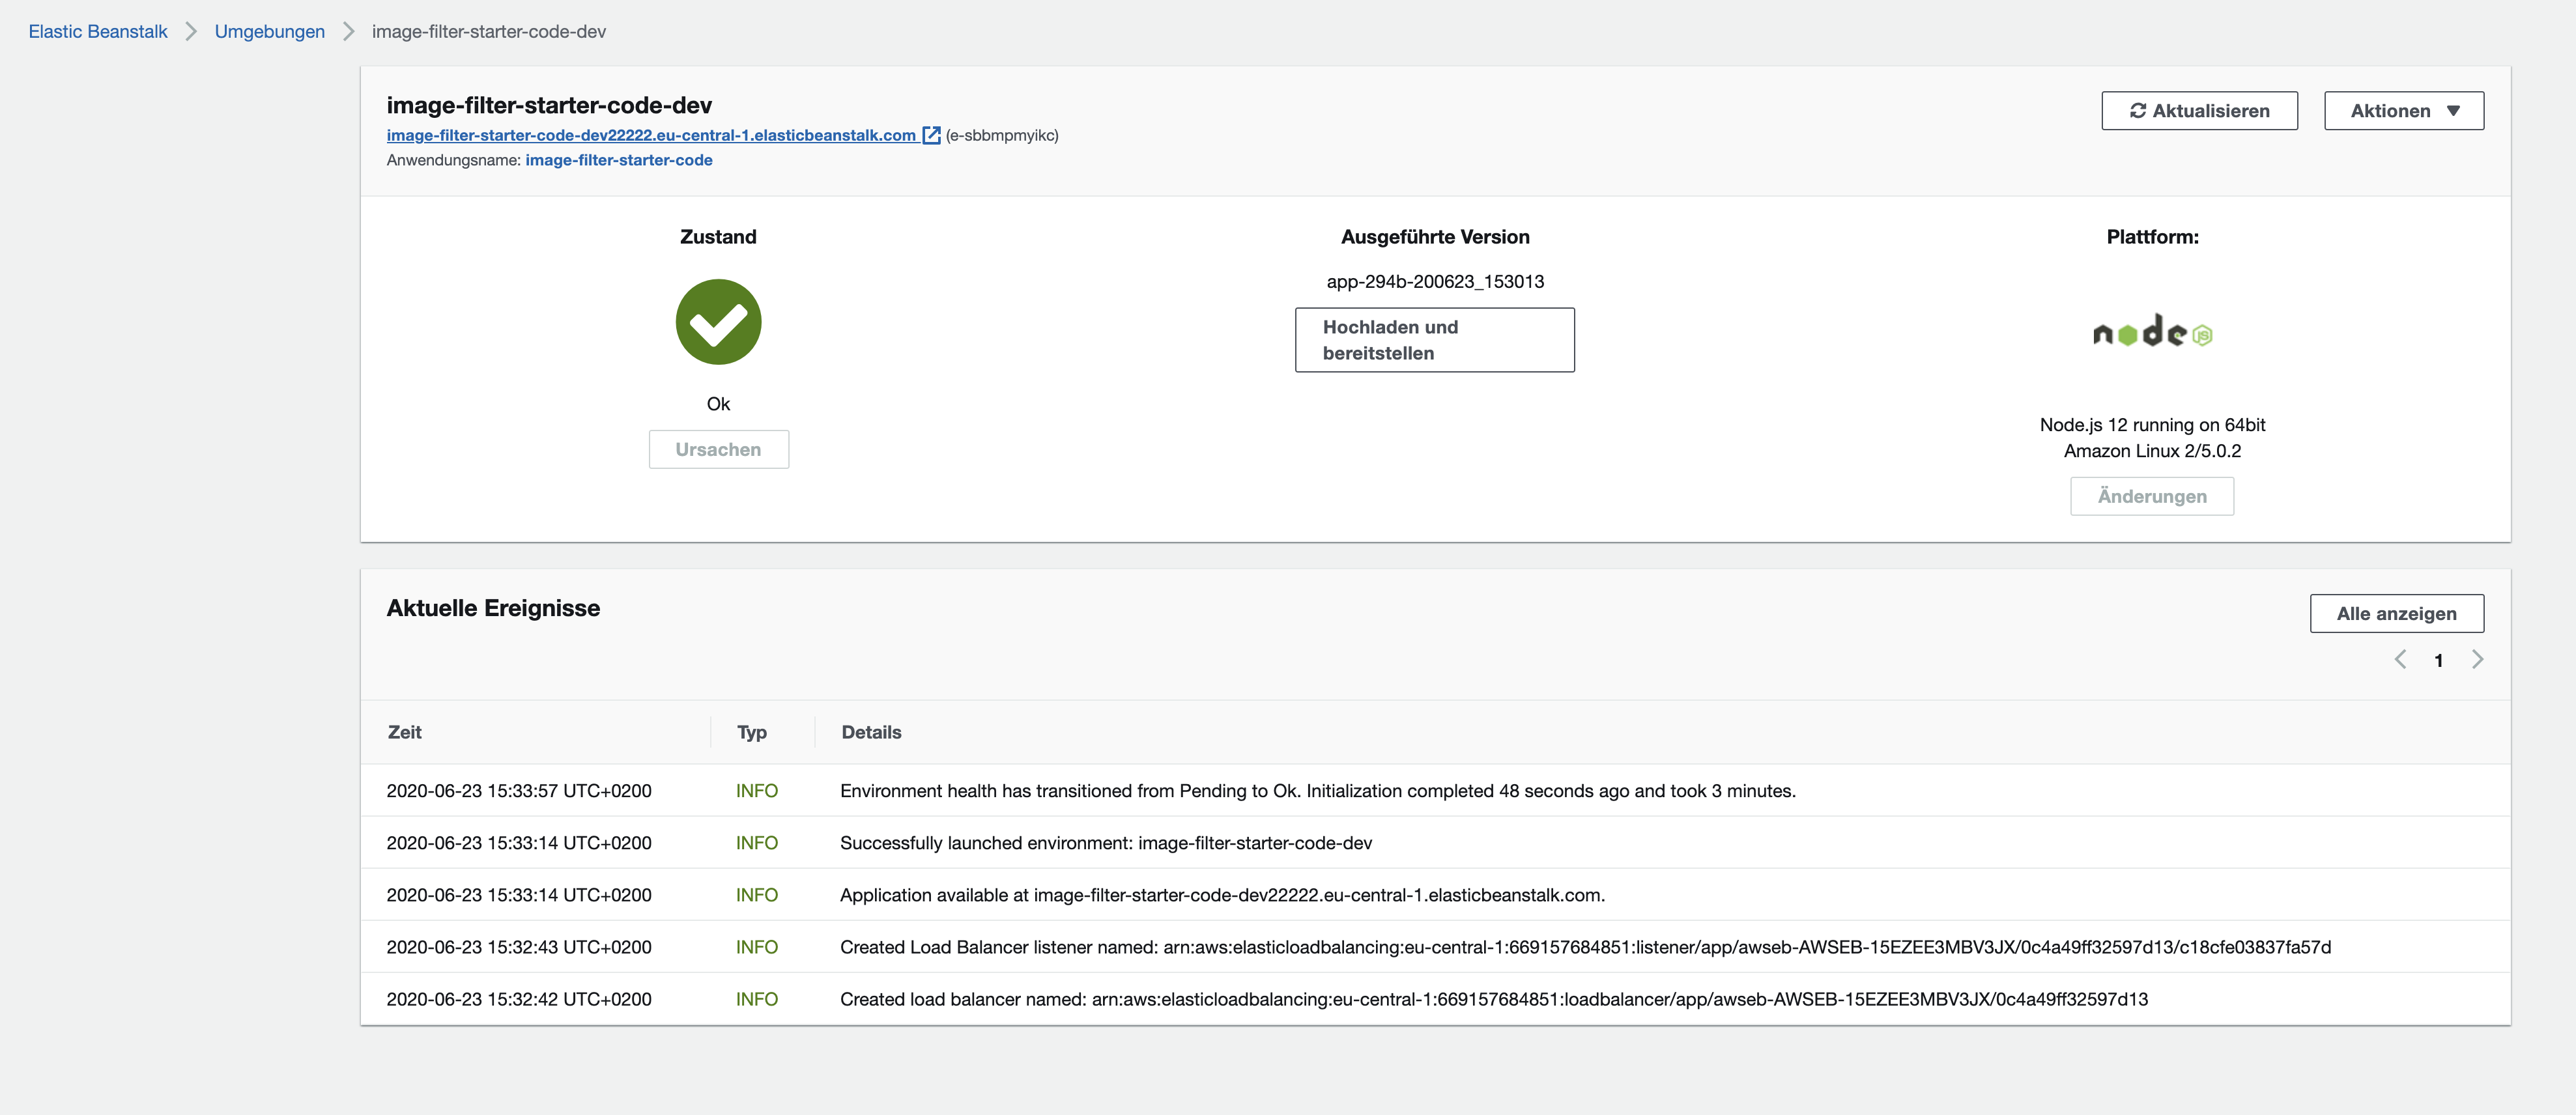 Elastic Beanstalk > Umgebungen > image-filter-starter-code-dev
image-filter-starter-code-dev
image-filter-starter-code-dev22222.eu-central-1.elasticbeanstalk.com (e-sbbmpmyikc)
Anwendungsname: image-filter-starter-code
Aktualisieren
Aktionen
Zustand
Ok
Ursachen
Ausgeführte Version
app-294b-200623_153013
Hochladen und
bereitstellen
Plattform:
node JS
Node.js 12 running on 64bit
Amazon Linux 2/5.0.2
Änderungen
Aktuelle Ereignisse
Alle anzeigen
1
Zeit Typ Details
2020-06-23 15:33:57 UTC+0200 INFO Environment health has transitioned from Pending to Ok. Initialization completed 48 seconds ago and took 3 minutes.
2020-06-23 15:33:14 UTC+0200 INFO Successfully launched environment: image-filter-starter-code-dev
2020-06-23 15:33:14 UTC+0200 INFO Application available at image-filter-starter-code-dev22222.eu-central-1.elasticbeanstalk.com.
2020-06-23 15:32:43 UTC+0200 INFO Created Load Balancer listener named: arn:aws:elasticloadbalancing:eu-central-1:669157684851:listener/app/awseb-AWSEB-15EZEE3MBV3JX/0c4a49ff32597d13/c18cfe03837fa57d
2020-06-23 15:32:42 UTC+0200 INFO Created load balancer named: arn:aws:elasticloadbalancing:eu-central-1:669157684851:loadbalancer/app/awseb-AWSEB-15EZEE3MBV3JX/0c4a49ff32597d13